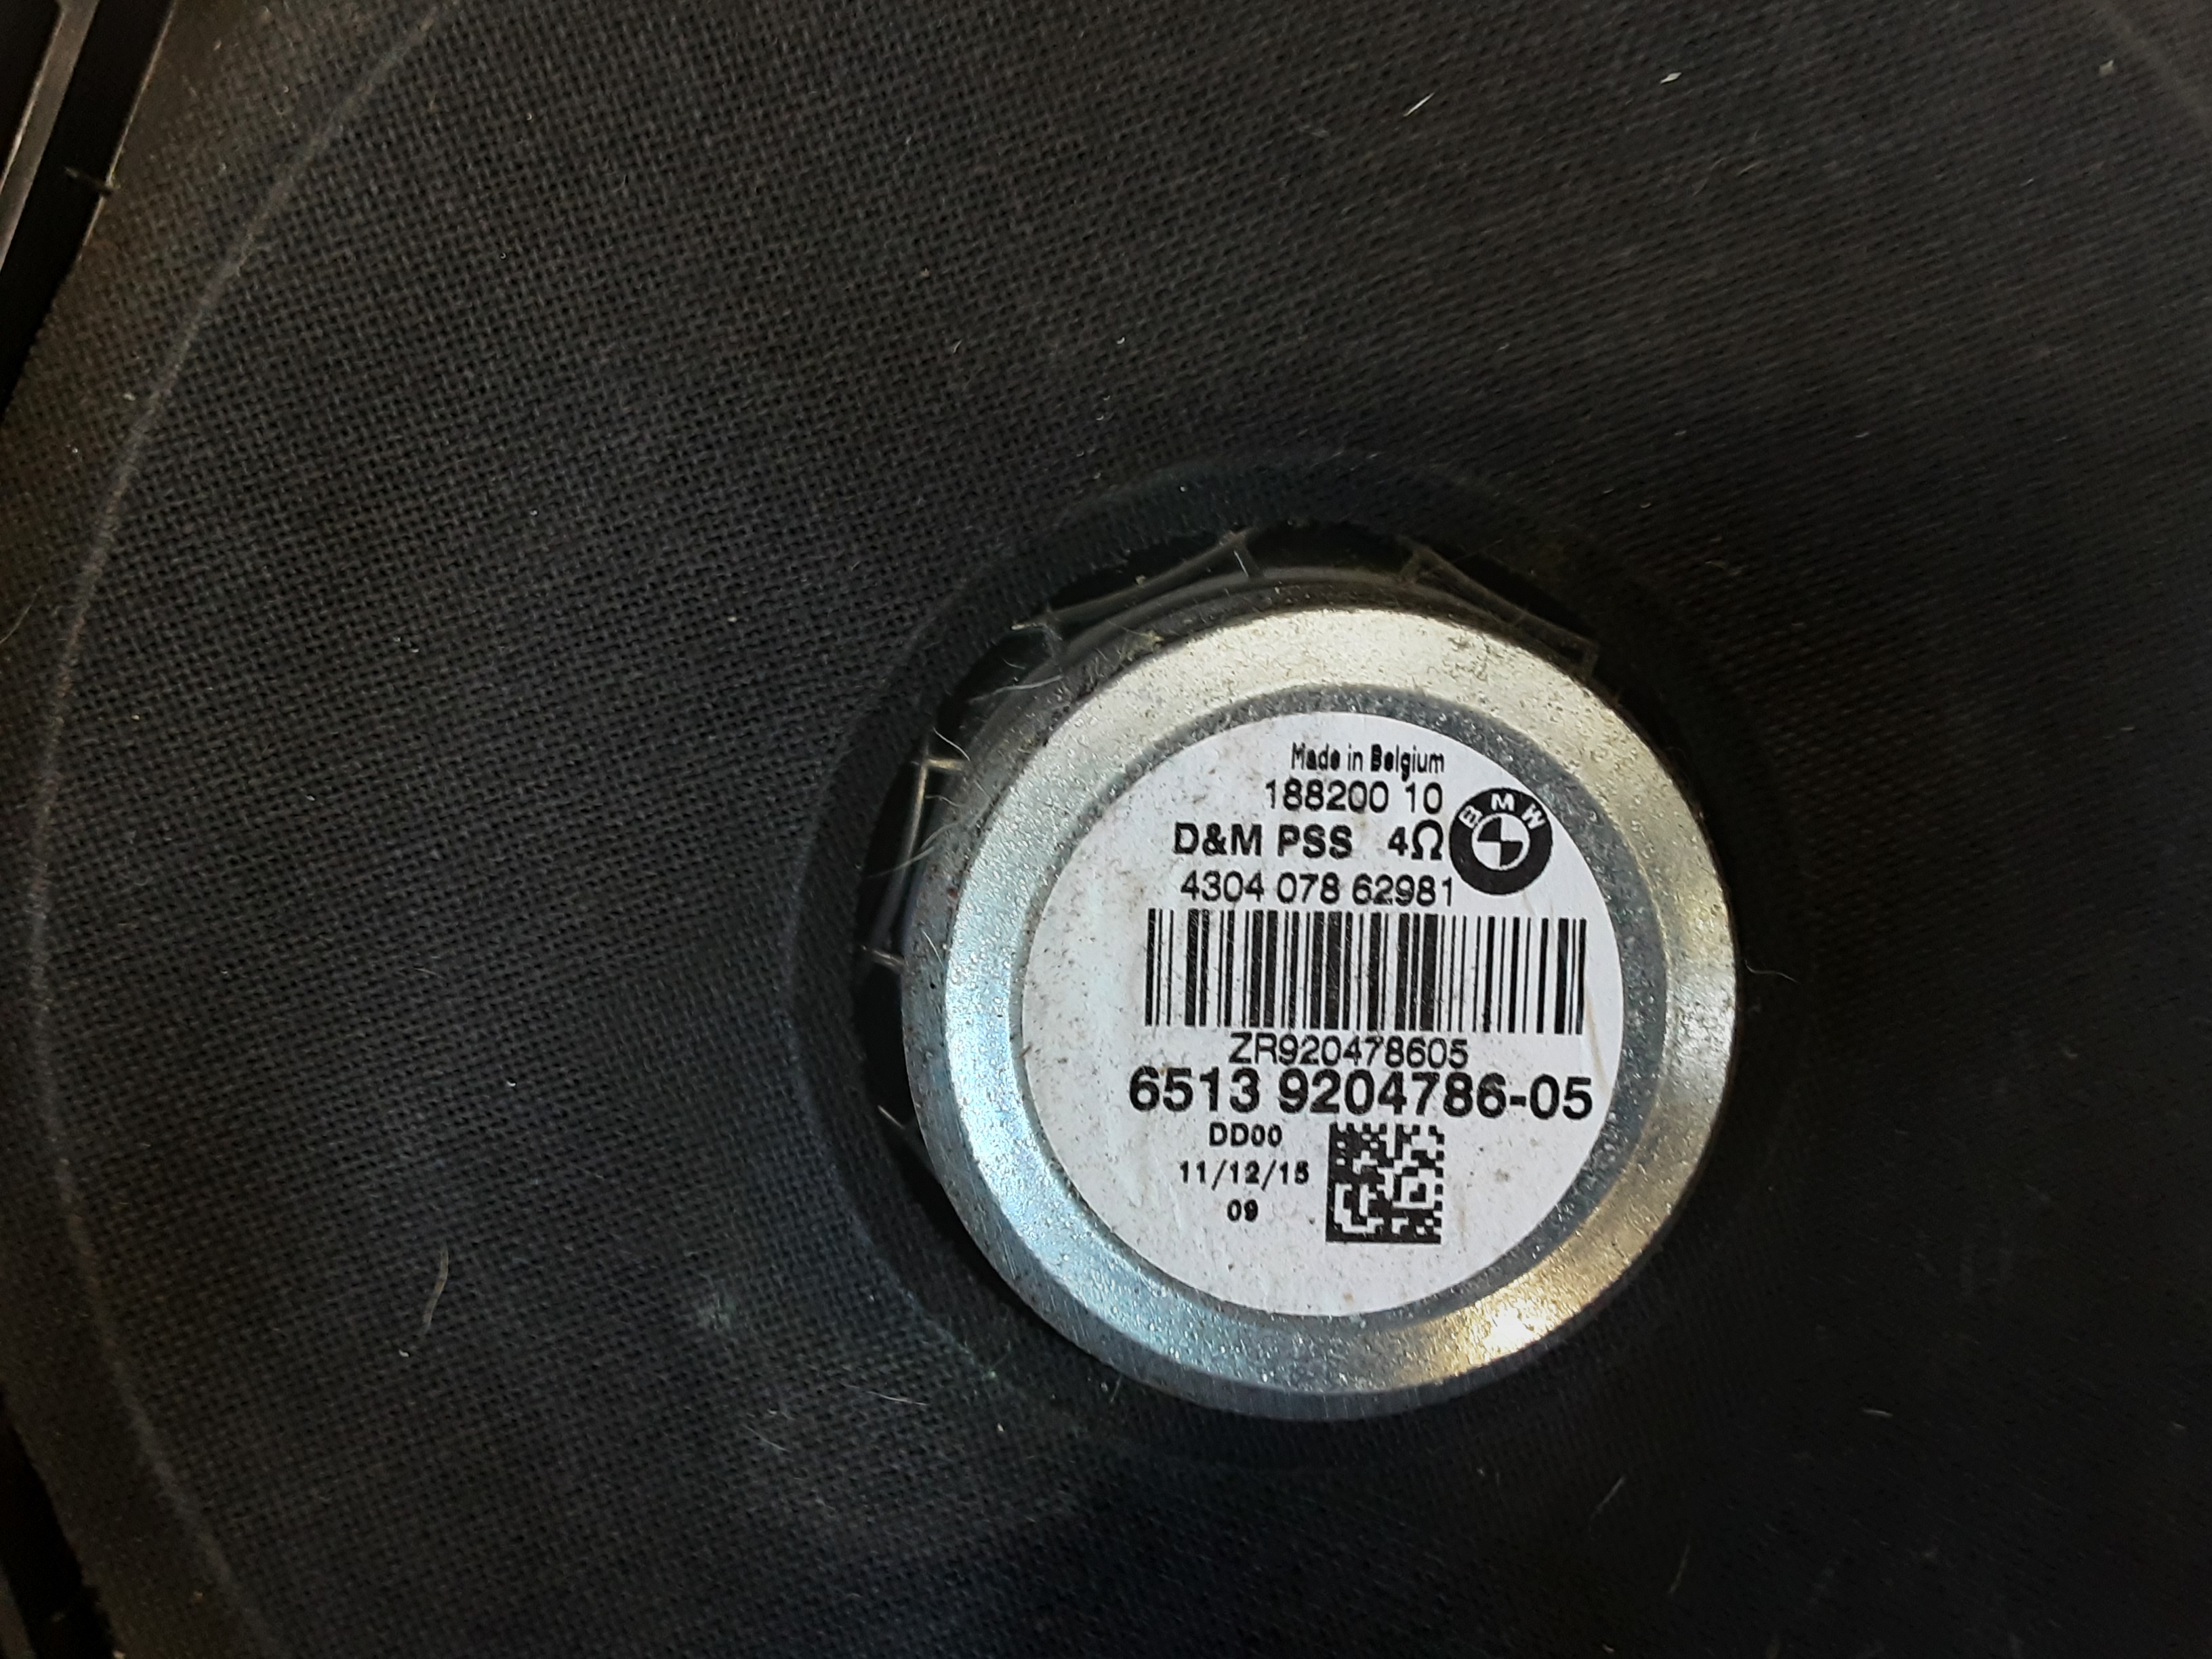 Made in Belgium
188200 10
BMW
D&M PSS 4Ω
4304 078 62981
ZR920478605
6513 9204786-05
DD00
11/12/15
09